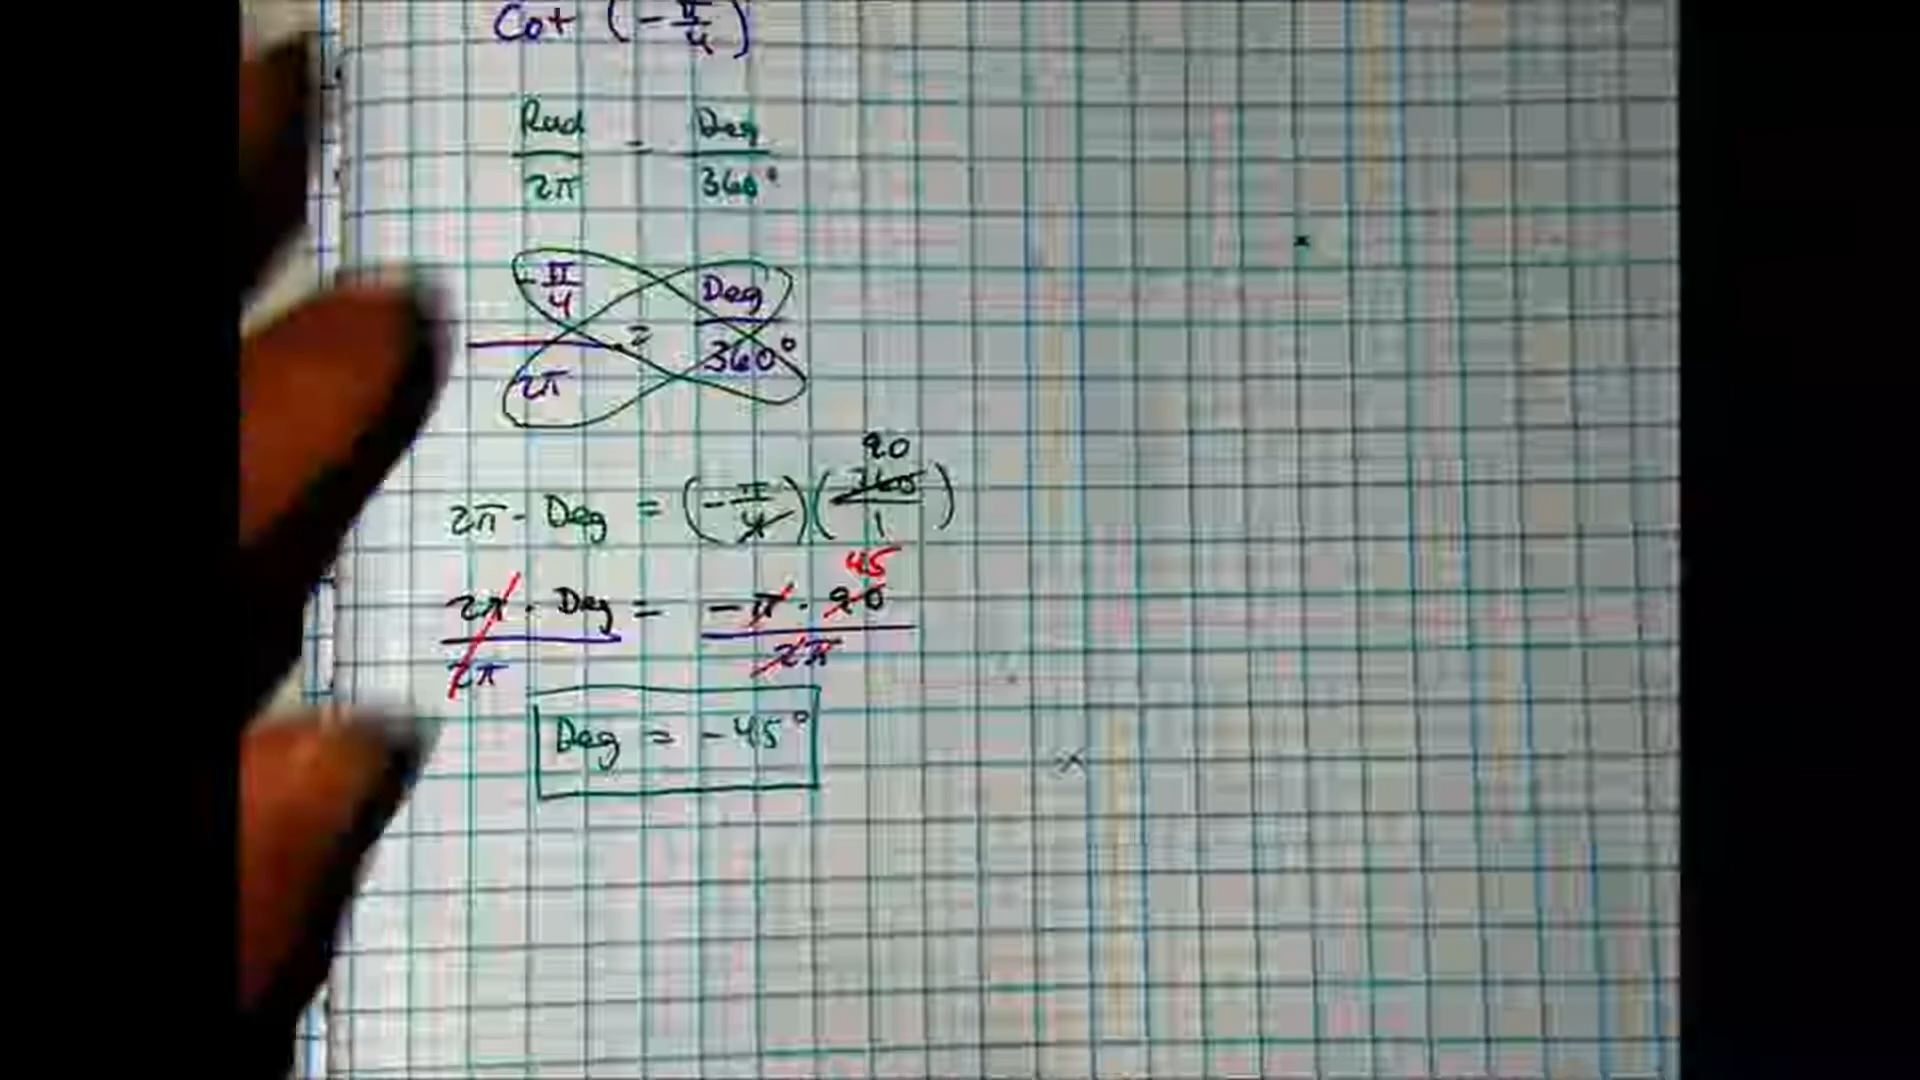 Cot (-π/4)
Rad/2π = Deg/360°
-π/4/2π = Deg/360°
90
2π · Deg = (-π/4)(360/1)
45
2π · Deg/2π = -π · 90/2π
Deg = -45°